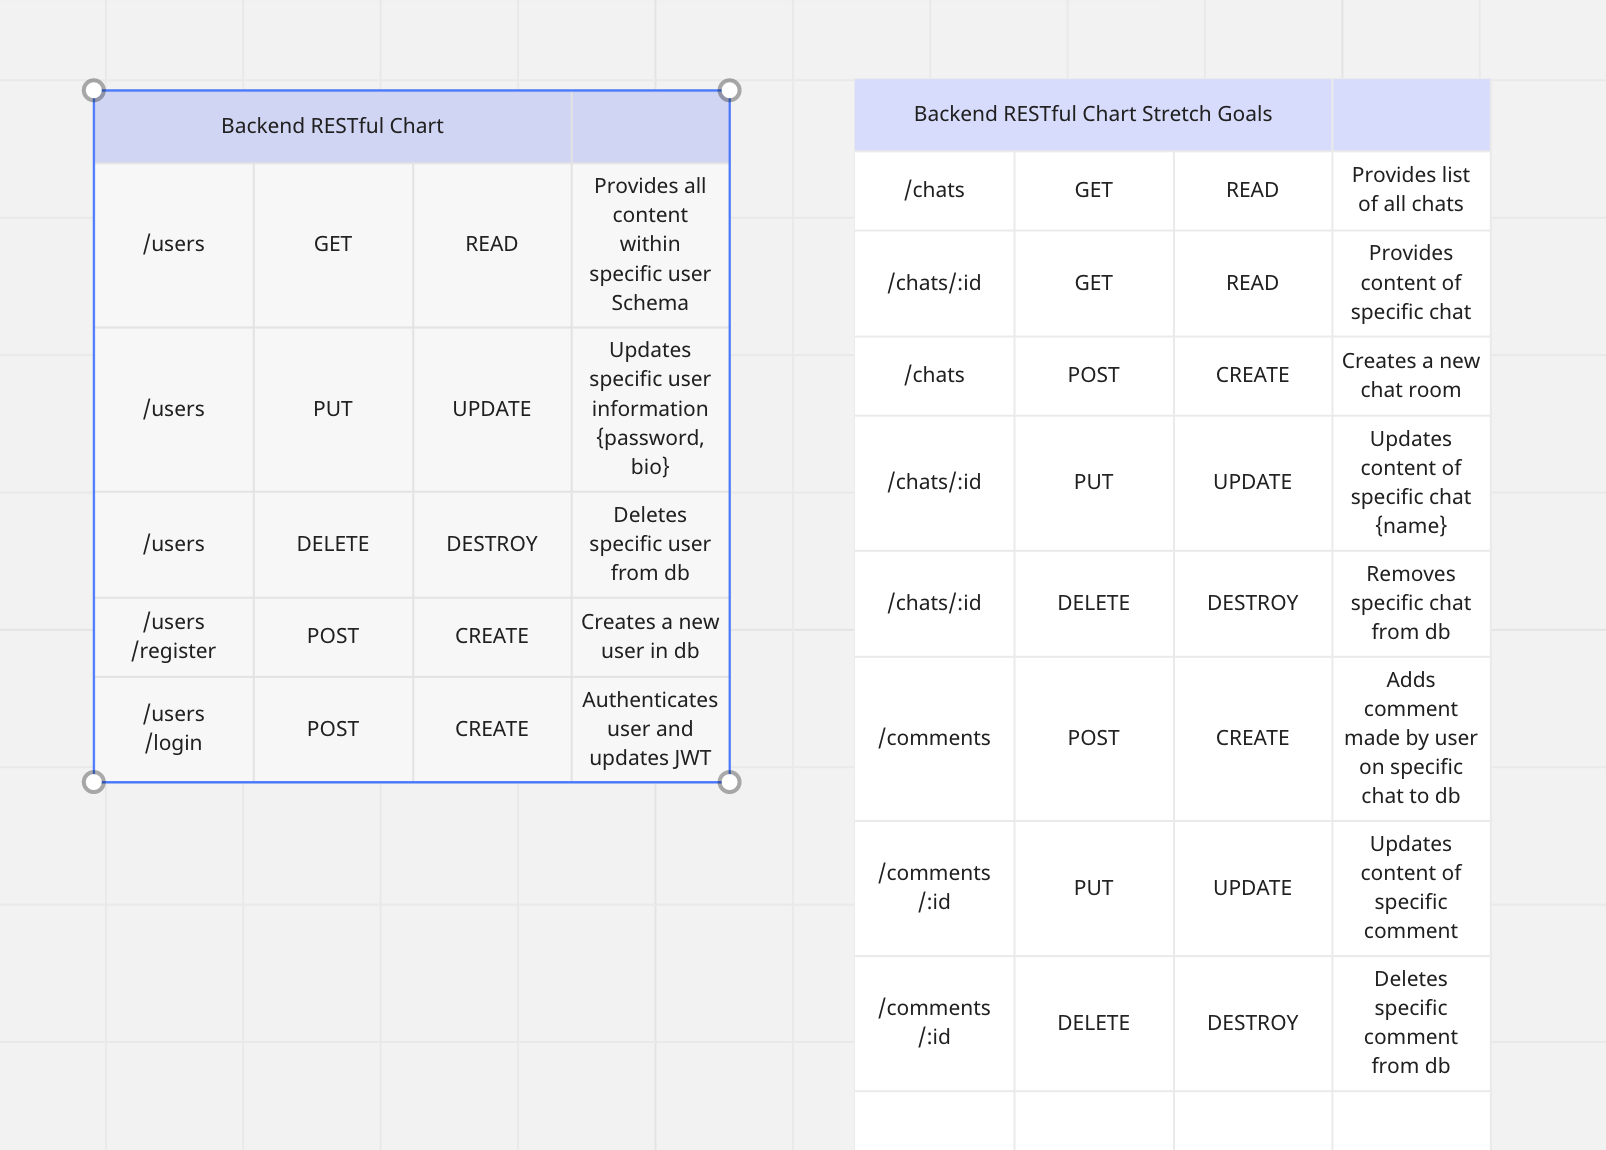 Backend RESTful Chart
/users
GET
READ
Provides all
content
within
specific user
Schema
/users
PUT
UPDATE
Updates
specific user
information
{password,
bio}
/users
DELETE
DESTROY
Deletes
specific user
from db
/users
/register
POST
CREATE
Creates a new
user in db
/users
/login
POST
CREATE
Authenticates
user and
updates JWT
Backend RESTful Chart Stretch Goals
/chats
GET
READ
Provides list
of all chats
/chats/:id
GET
READ
Provides
content of
specific chat
/chats
POST
CREATE
Creates a new
chat room
/chats/:id
PUT
UPDATE
Updates
content of
specific chat
{name}
/chats/:id
DELETE
DESTROY
Removes
specific chat
from db
/comments
POST
CREATE
Adds
comment
made by user
on specific
chat to db
/comments
/:id
PUT
UPDATE
Updates
content of
specific
comment
/comments
/:id
DELETE
DESTROY
Deletes
specific
comment
from db